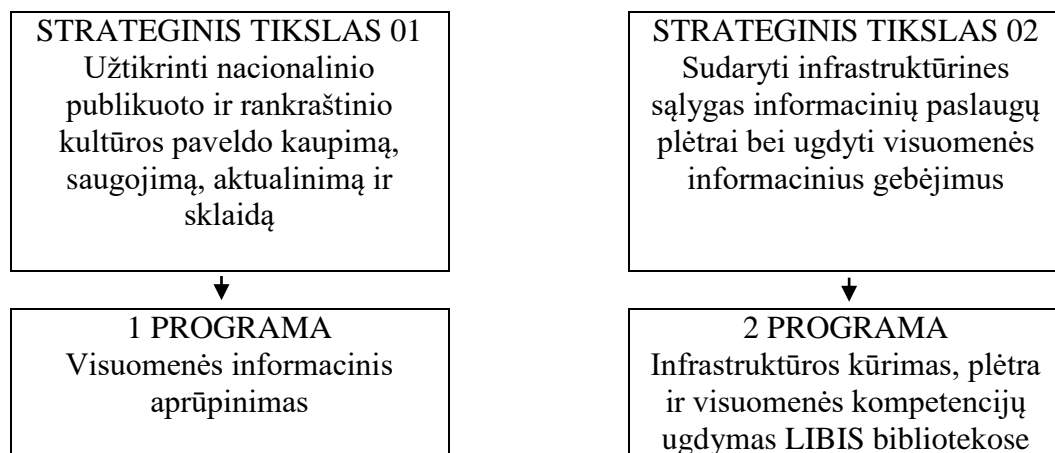 STRATEGINIS TIKSLAS 01
Užtikrinti nacionalinio
publikuoto ir rankraštinio
kultūros paveldo kaupimą,
saugojimą, aktualinimą ir
sklaidą
STRATEGINIS TIKSLAS 02
Sudaryti infrastruktūrines
sąlygas informacinių paslaugų
plėtrai bei ugdyti visuomenės
informacinius gebėjimus
1 PROGRAMA
Visuomenės informacinis
aprūpinimas
2 PROGRAMA
Infrastruktūros kūrimas, plėtra
ir visuomenės kompetencijų
ugdymas LIBIS bibliotekose